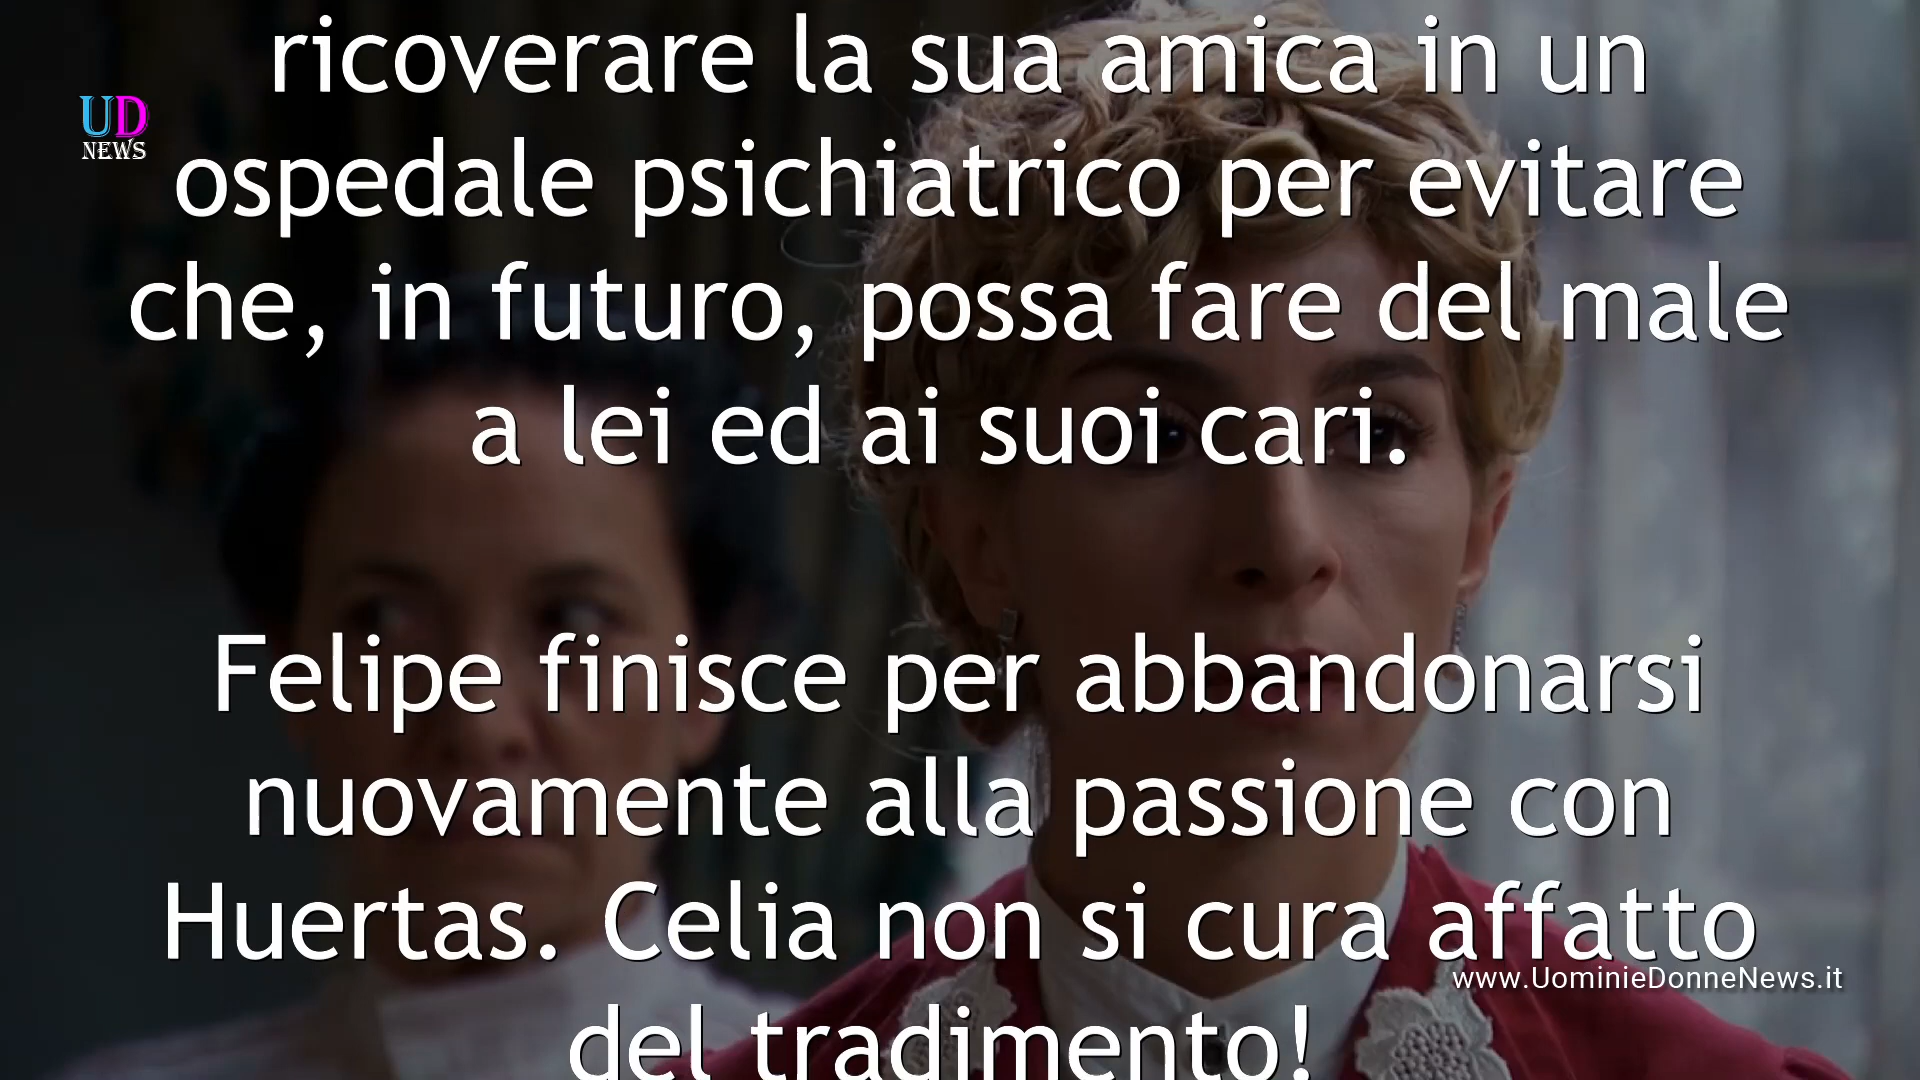 ricoverare la sua amica in un
UD
NEWS
ospedale psichiatrico per evitare
che, in futuro, possa fare del male
a lei ed ai suoi cari.
Felipe finisce per abbandonarsi
nuovamente alla passione con
Huertas. Celia non si cura affatto
www.UominieDonneNews.it
del tradimento!